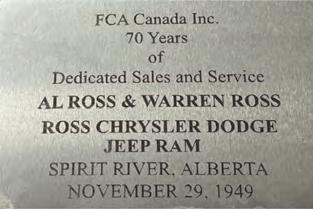 FCA Canada Inc.
70 Years
of
Dedicated Sales and Service
AL ROSS & WARREN ROSS
ROSS CHRYSLER DODGE
JEEP RAM
SPIRIT RIVER, ALBERTA
NOVEMBER 29, 1949